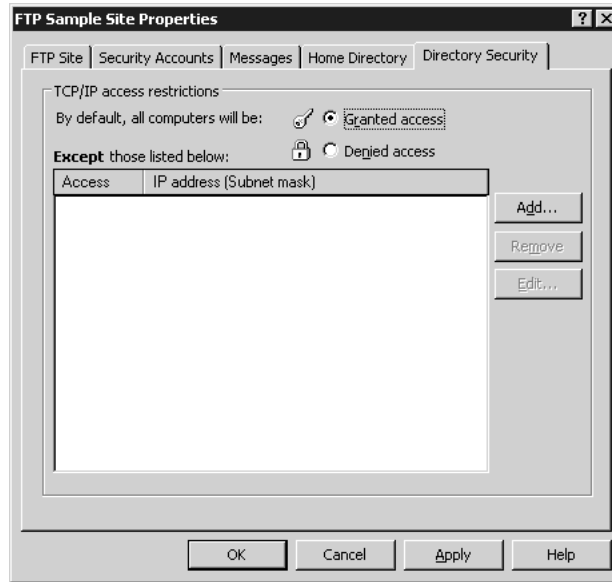 FTP Sample Site Properties
FTP Site
Security Accounts
Messages
Home Directory
Directory Security
TCP/IP access restrictions
By default, all computers will be:
Granted access
Denied access
Except those listed below:
Access
IP address (Subnet mask)
Add...
Remove
Edit...
OK
Cancel
Apply
Help